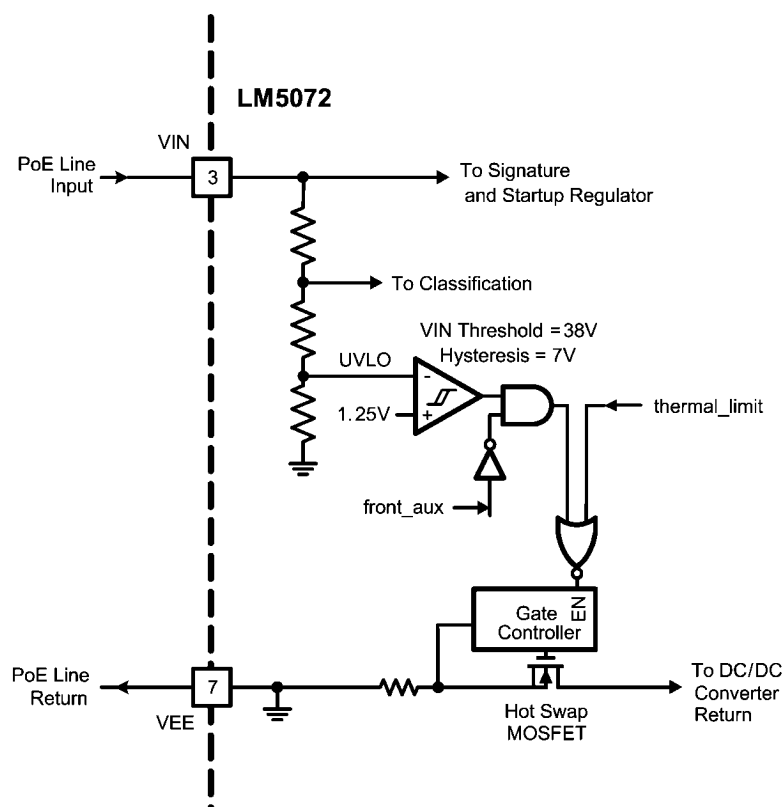 LM5072
VIN
PoE Line
Input
3
To Signature
and Startup Regulator
To Classification
VIN Threshold = 38V
Hysteresis = 7V
UVLO
-
1.25V
+
thermal_limit
front_aux
EN
Gate
Controller
PoE Line
Return
7
VEE
To DC/DC
Converter
Return
Hot Swap
MOSFET